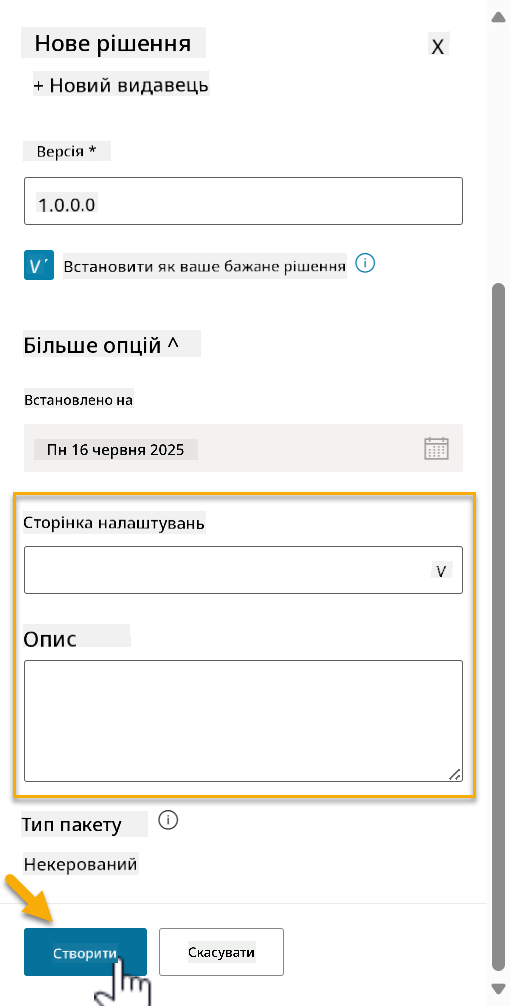 Нове рішення
X
+ Новий видавець
Версія *
1.0.0.0
V Встановити як ваше бажане рішення
Більше опцій ^
Встановлено на
Пн 16 червня 2025
Сторінка налаштувань
V
Опис
Тип пакету
Некерований
Створити
Скасувати